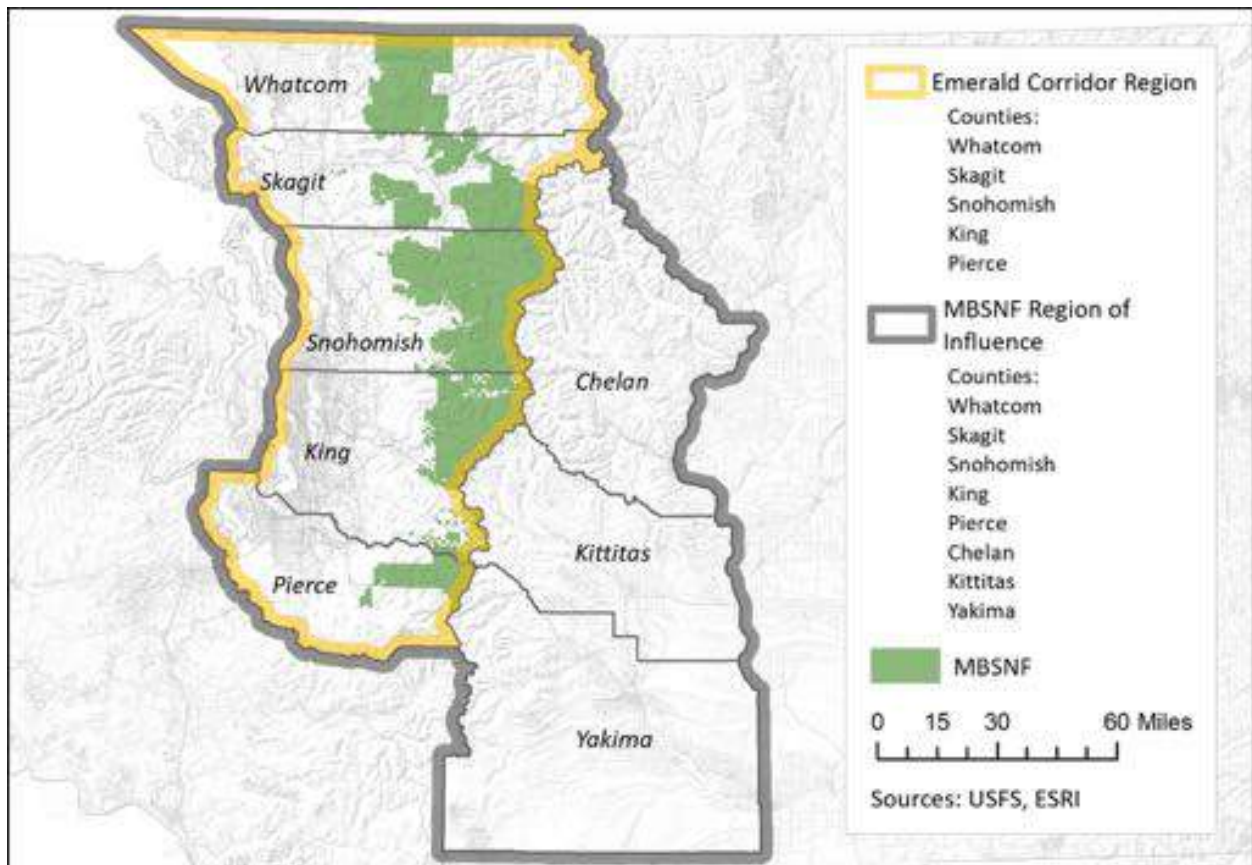 Whatcom
Skagit
Snohomish
Chelan
King
Kittitas
Pierce
Yakima
Emerald Corridor Region
Counties:
Whatcom
Skagit
Snohomish
King
Pierce
MBSNF Region of
Influence
Counties:
Whatcom
Skagit
Snohomish
King
Pierce
Chelan
Kittitas
Yakima
MBSNF
0 15 30 60 Miles
Sources: USFS, ESRI